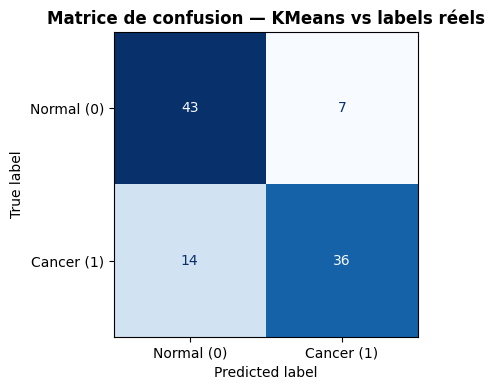 Matrice de confusion — KMeans vs labels réels
True label
Normal (0)
43
7
Cancer (1)
14
36
Normal (0)
Cancer (1)
Predicted label